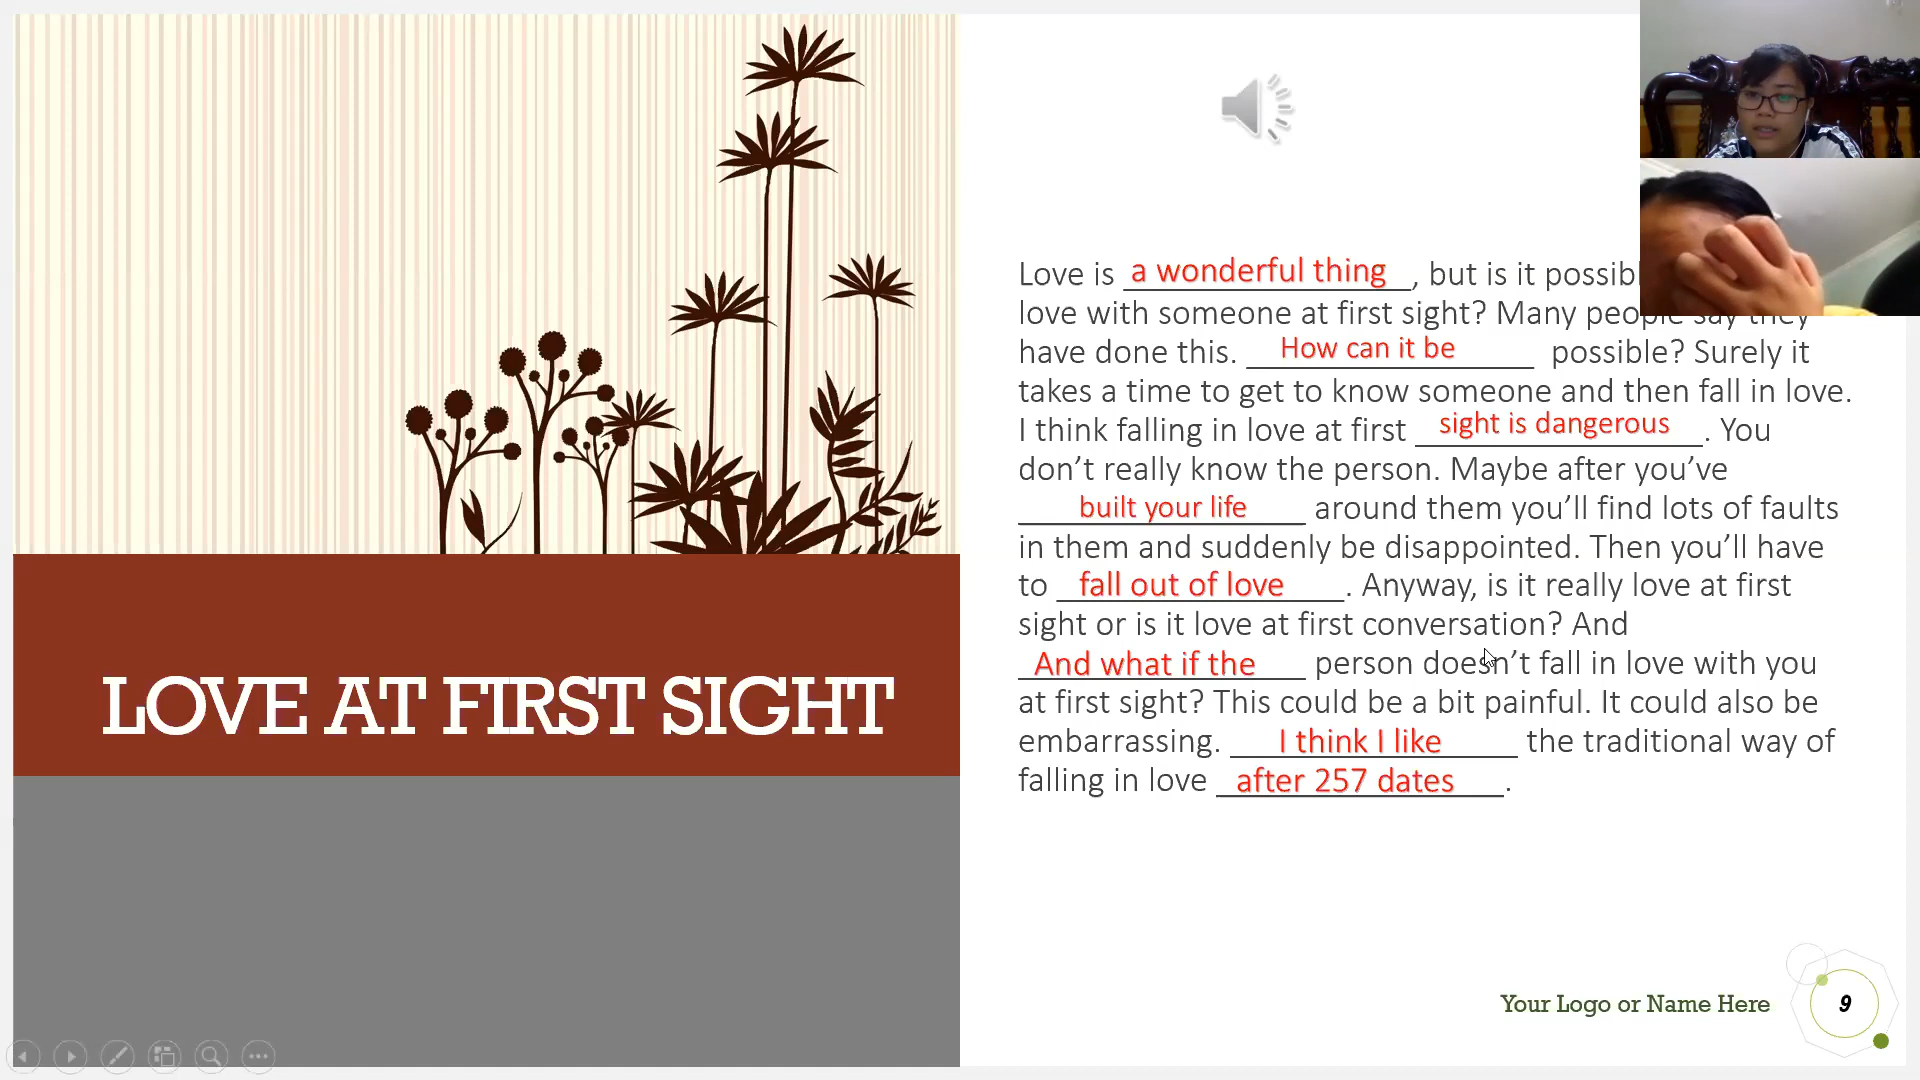 Love is a wonderful thing, but is it possib
love with someone at first sight? Many people say they
have done this. How can it be possible? Surely it
takes a time to get to know someone and then fall in love.
I think falling in love at first sight is dangerous. You
don’t really know the person. Maybe after you’ve
built your life around them you’ll find lots of faults
in them and suddenly be disappointed. Then you’ll have
to fall out of love. Anyway, is it really love at first
sight or is it love at first conversation? And
And what if the person doesn’t fall in love with you
at first sight? This could be a bit painful. It could also be
embarrassing. I think I like the traditional way of
falling in love after 257 dates.
LOVE AT FIRST SIGHT
Your Logo or Name Here
9